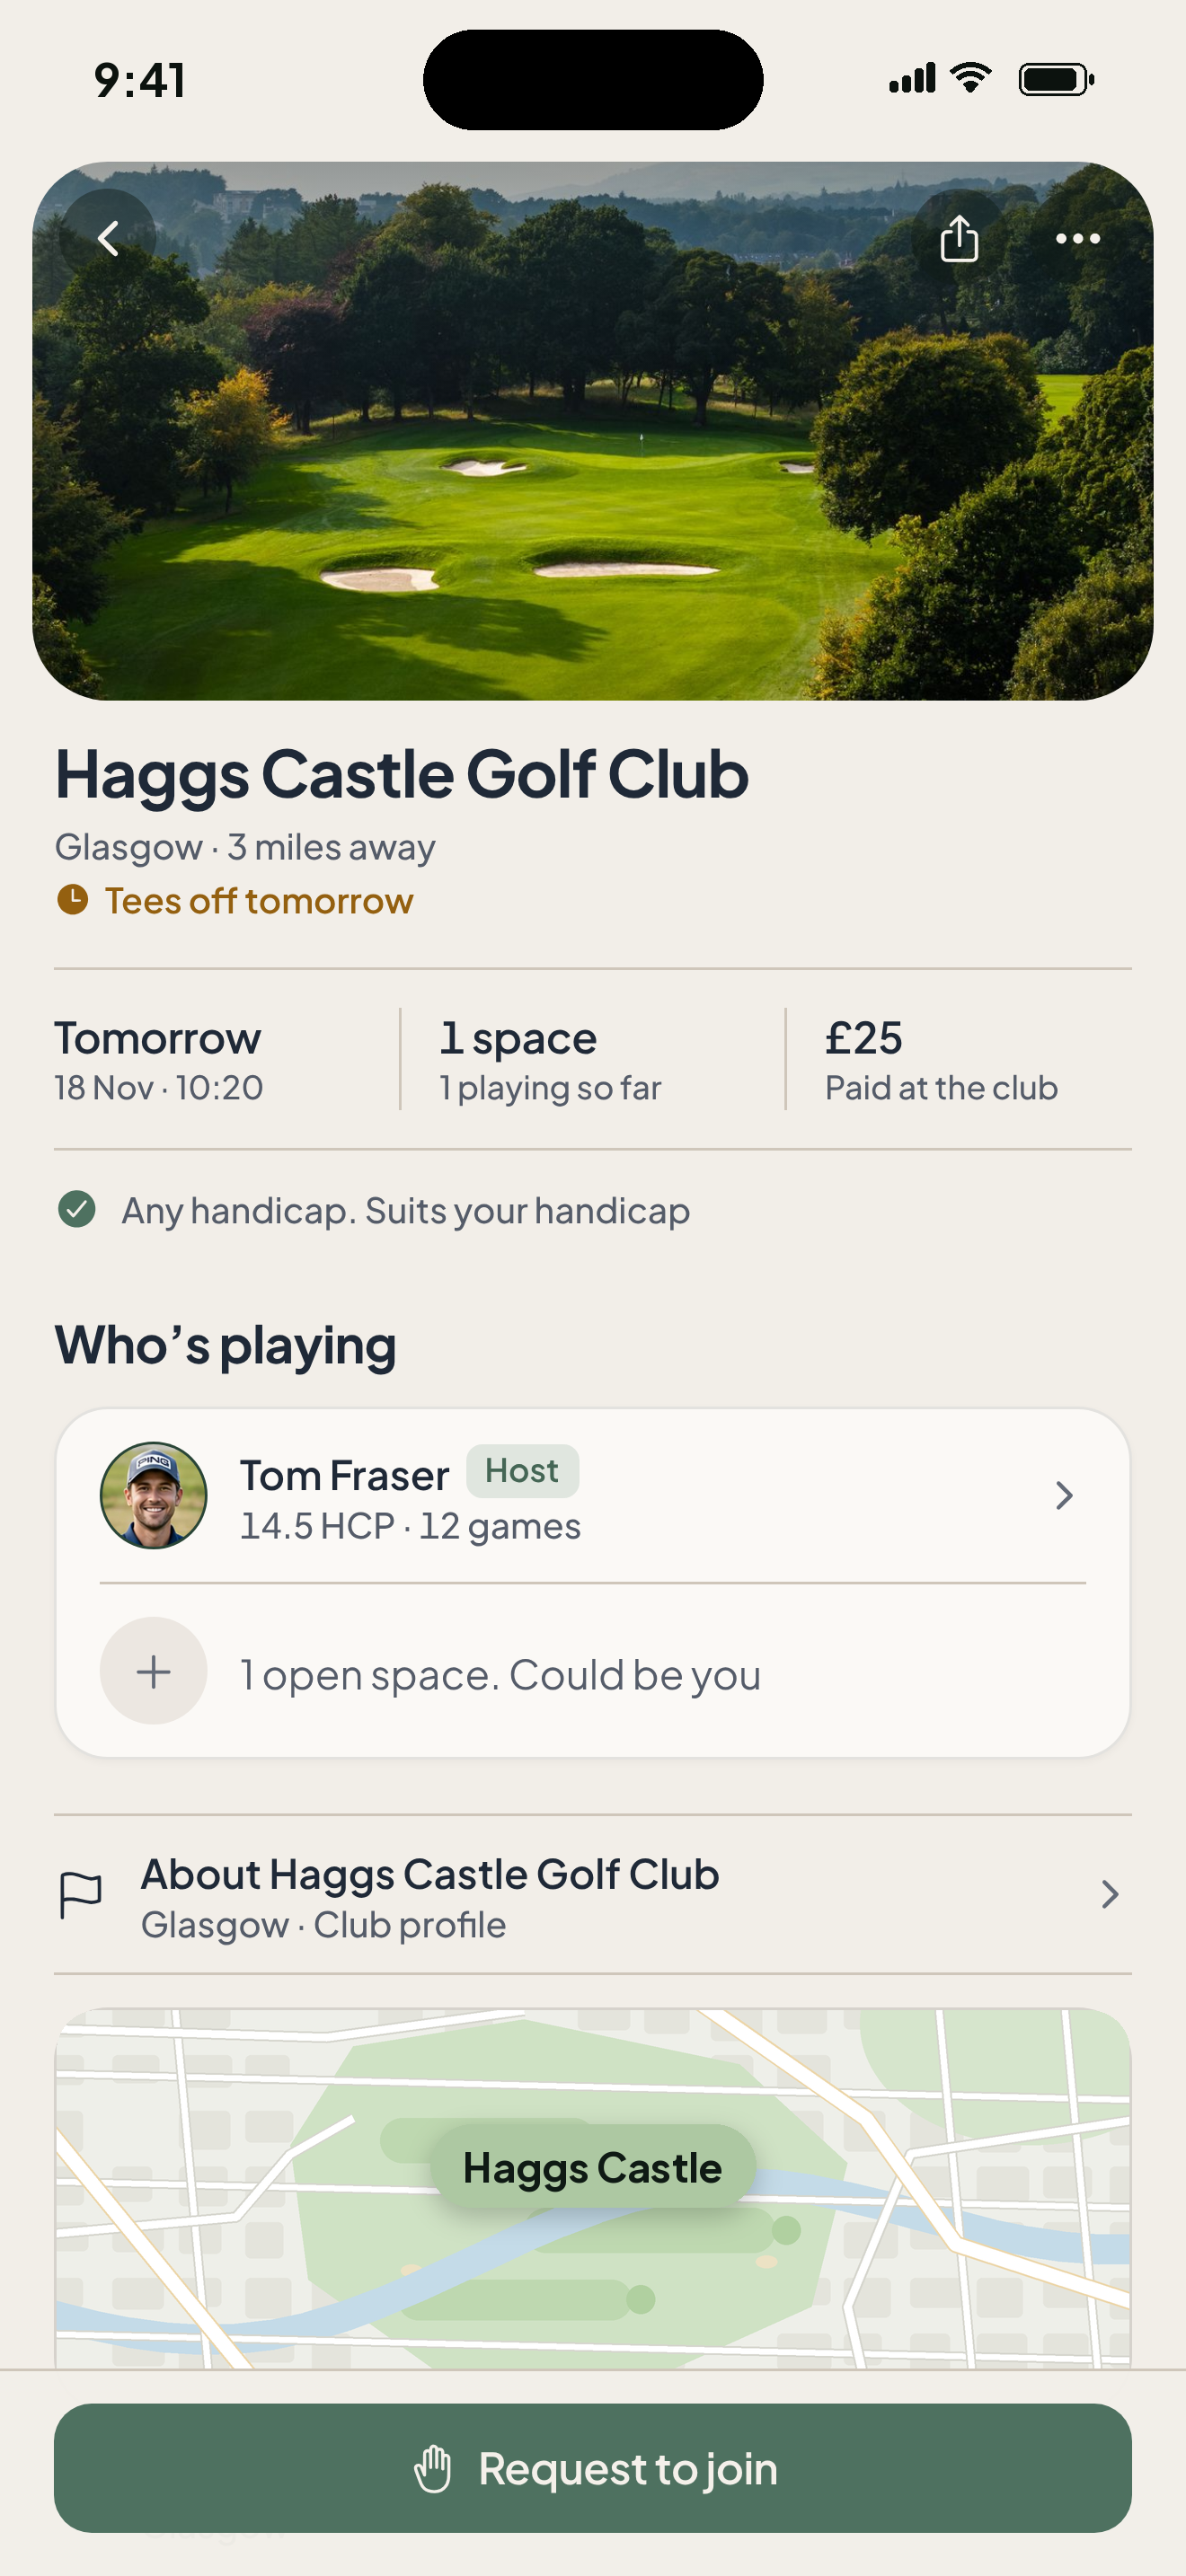 9:41
Haggs Castle Golf Club
Glasgow · 3 miles away
Tees off tomorrow
Tomorrow
18 Nov · 10:20
1 space
1 playing so far
£25
Paid at the club
Any handicap. Suits your handicap
Who’s playing
PING
Tom Fraser
Host
14.5 HCP · 12 games
1 open space. Could be you
About Haggs Castle Golf Club
Glasgow · Club profile
Haggs Castle
Request to join
Glasgow